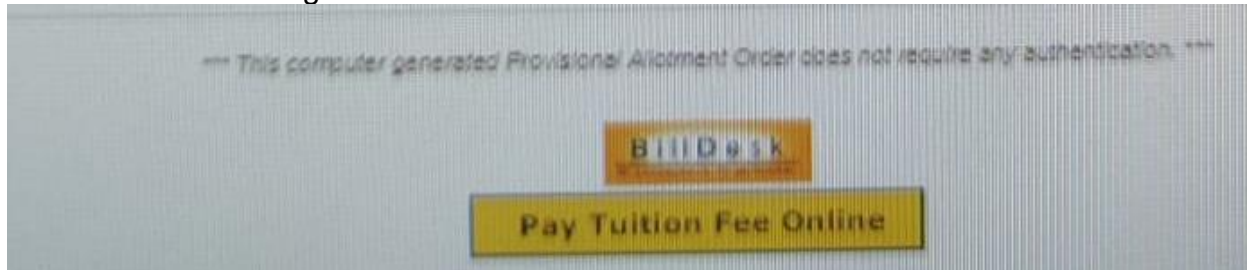 *** This computer generated Provisional Allotment Order does not require any authentication. ***
BillDesk
Pay Tuition Fee Online